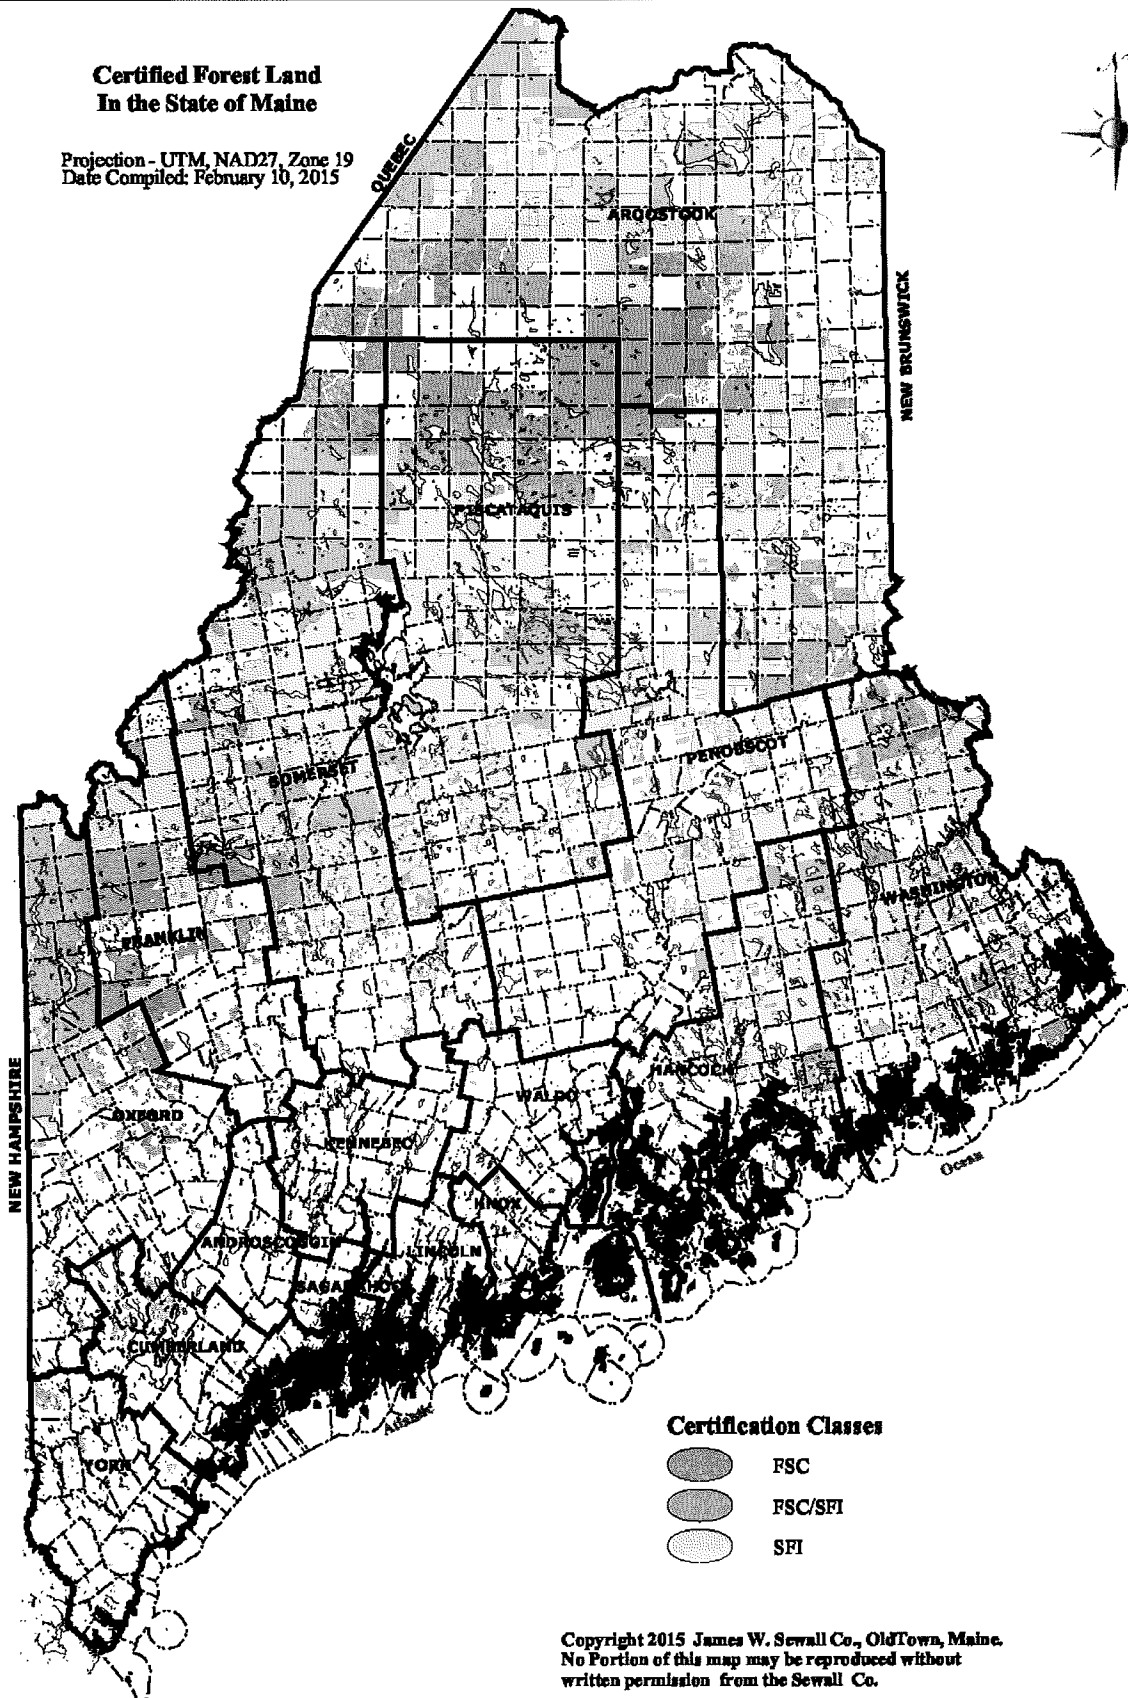 Certified Forest Land
In the State of Maine
Projection - UTM, NAD27, Zone 19
Date Compiled: February 10, 2015
QUEBEC
AROOSTOOK
NEW BRUNSWICK
PISCATAQUIS
PENOBSCOT
SOMERSET
WASHINGTON
FRANKLIN
HANCOCK
NEW HAMPSHIRE
OXFORD
WALDO
KENNEBEC
Ocean
KNOX
ANDROSCOGGIN
LINCOLN
SAGADAHOC
CUMBERLAND
Atlantic
YORK
Certification Classes
FSC
FSC/SFI
SFI
Copyright 2015 James W. Sewall Co., OldTown, Maine.
No Portion of this map may be reproduced without
written permission from the Sewall Co.